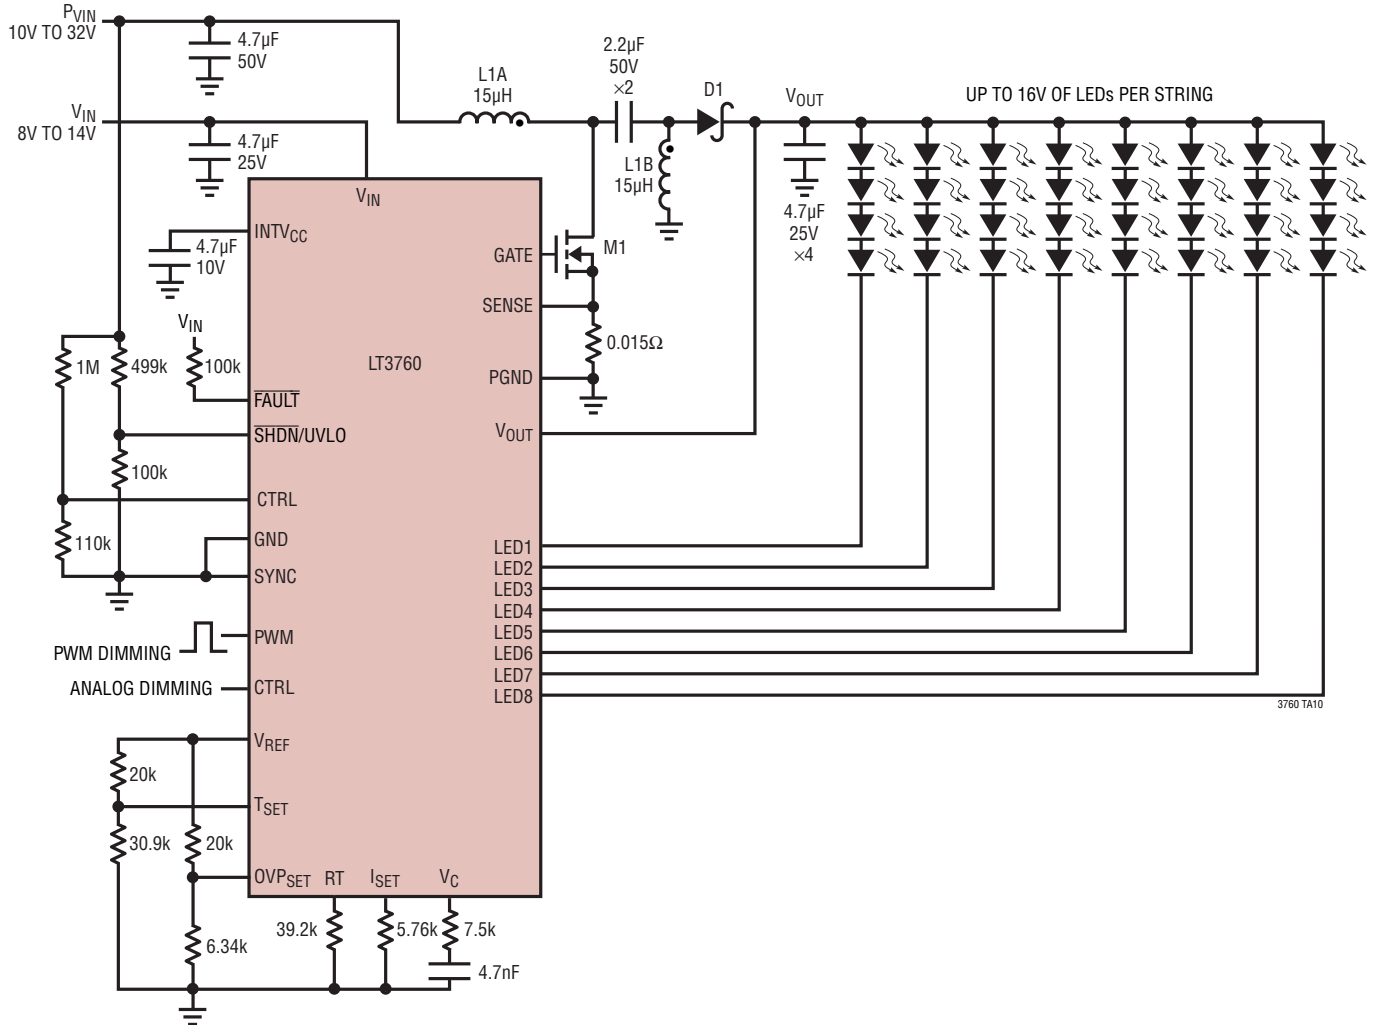 PVIN
10V TO 32V
4.7µF
50V
VIN
8V TO 14V
4.7µF
25V
L1A
15µH
2.2µF
50V
×2
D1
VOUT
UP TO 16V OF LEDs PER STRING
L1B
15µH
4.7µF
25V
×4
VIN
INTVCC
4.7µF
10V
GATE
M1
SENSE
0.015Ω
PGND
LT3760
VIN
1M
499k
100k
FAULT
SHDN/UVLO
VOUT
100k
CTRL
110k
GND
SYNC
LED1
LED2
LED3
LED4
LED5
LED6
LED7
LED8
PWM DIMMING
PWM
ANALOG DIMMING
CTRL
3760 TA10
VREF
20k
TSET
30.9k
20k
OVPSET
RT
ISET
VC
6.34k
39.2k
5.76k
7.5k
4.7nF